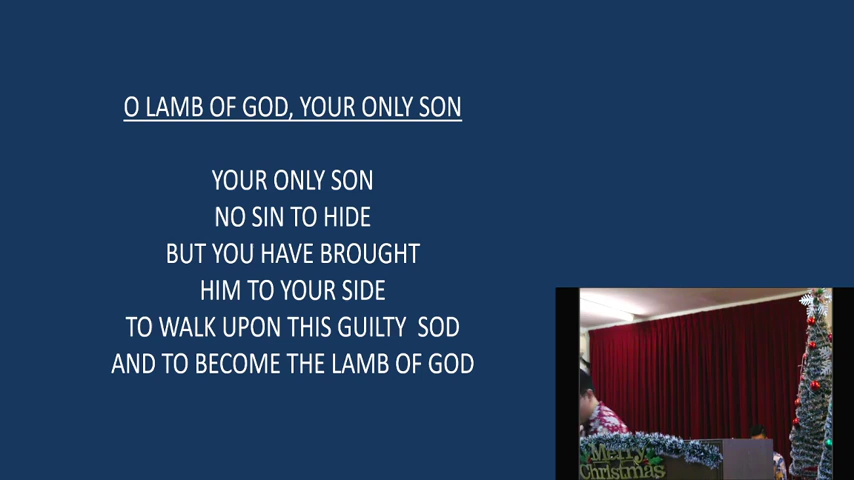 O LAMB OF GOD, YOUR ONLY SON
YOUR ONLY SON
NO SIN TO HIDE
BUT YOU HAVE BROUGHT
HIM TO YOUR SIDE
TO WALK UPON THIS GUILTY SOD
AND TO BECOME THE LAMB OF GOD
Merry
Christmas